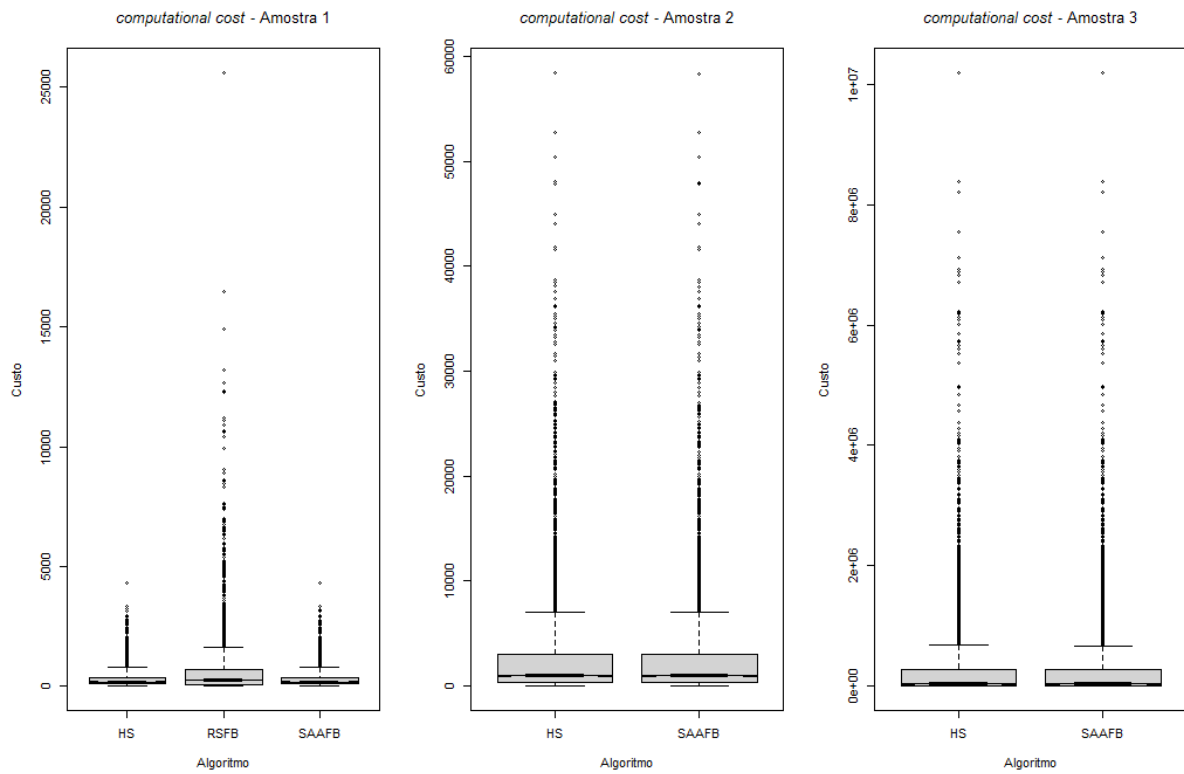 computational cost - Amostra 1
25000
20000
15000
10000
5000
0
Custo
HS RSFB SAAFB
Algoritmo
computational cost - Amostra 2
60000
50000
40000
30000
20000
10000
0
Custo
HS SAAFB
Algoritmo
computational cost - Amostra 3
1e+07
8e+06
6e+06
4e+06
2e+06
0e+00
Custo
HS SAAFB
Algoritmo